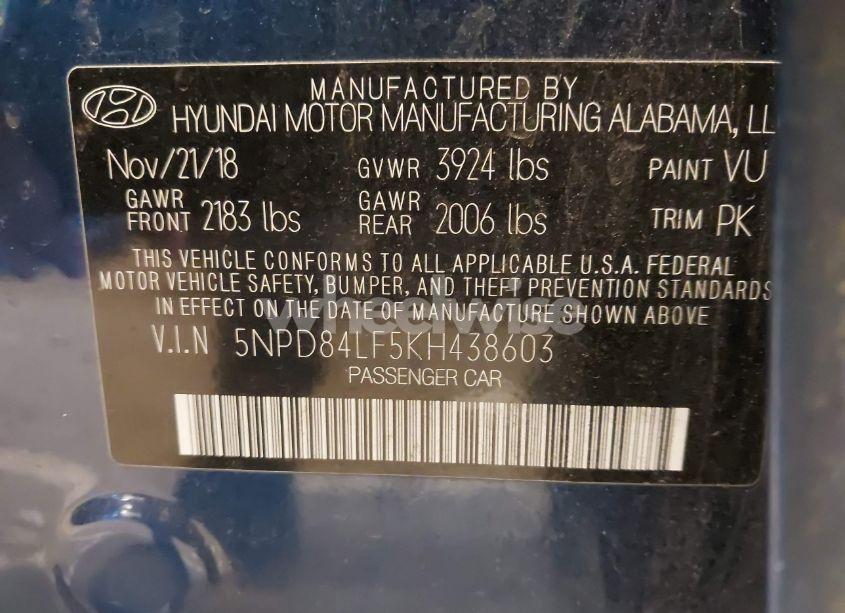 MANUFACTURED BY
HYUNDAI MOTOR MANUFACTURING ALABAMA, LL
Nov/21/18 GVWR 3924 lbs PAINT VU
GAWR FRONT 2183 lbs GAWR REAR 2006 lbs TRIM PK
THIS VEHICLE CONFORMS TO ALL APPLICABLE U.S.A. FEDERAL
MOTOR VEHICLE SAFETY, BUMPER, AND THEFT PREVENTION STANDARDS
IN EFFECT ON THE DATE OF MANUFACTURE SHOWN ABOVE
wheelwise
V.I.N 5NPD84LF5KH438603
PASSENGER CAR